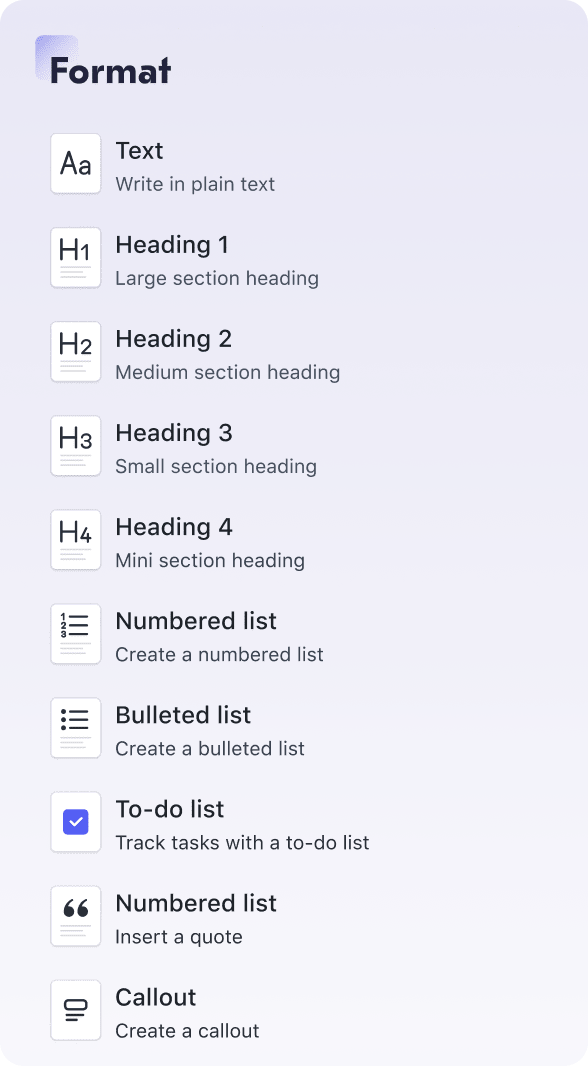 Format
Aa
Text
Write in plain text
H1
Heading 1
Large section heading
H2
Heading 2
Medium section heading
H3
Heading 3
Small section heading
H4
Heading 4
Mini section heading
1
2
3
Numbered list
Create a numbered list
Bulleted list
Create a bulleted list
To-do list
Track tasks with a to-do list
“
Numbered list
Insert a quote
Callout
Create a callout